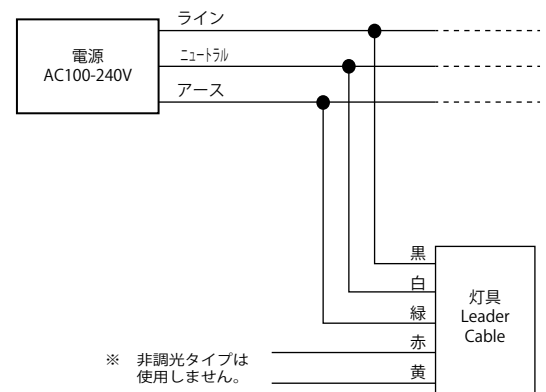 ライン
電源
AC100-240V
ニュートラル
アース
黒
白
緑
赤
黄
灯具
Leader
Cable
※ 非調光タイプは
使用しません。